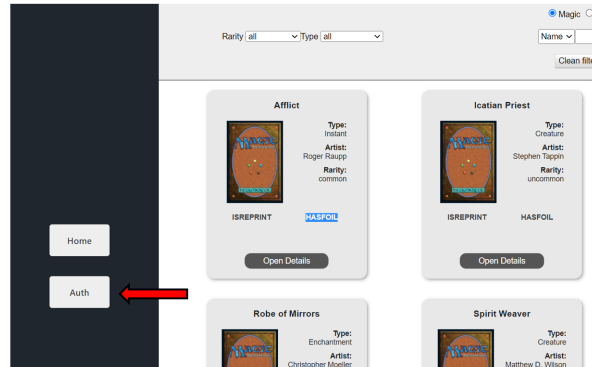 Magic
Rarity all Type all Name
Clean filte
Afflict
Type:
Instant
Artist:
Roger Raupp
Rarity:
common
ISREPRINT HASFOIL
Open Details
Icatian Priest
Type:
Creature
Artist:
Stephen Tappin
Rarity:
uncommon
ISREPRINT HASFOIL
Open Details
Home
Auth
Robe of Mirrors
Type:
Enchantment
Artist:
Christopher Moeller
Spirit Weaver
Type:
Creature
Artist:
Matthew D. Wilson